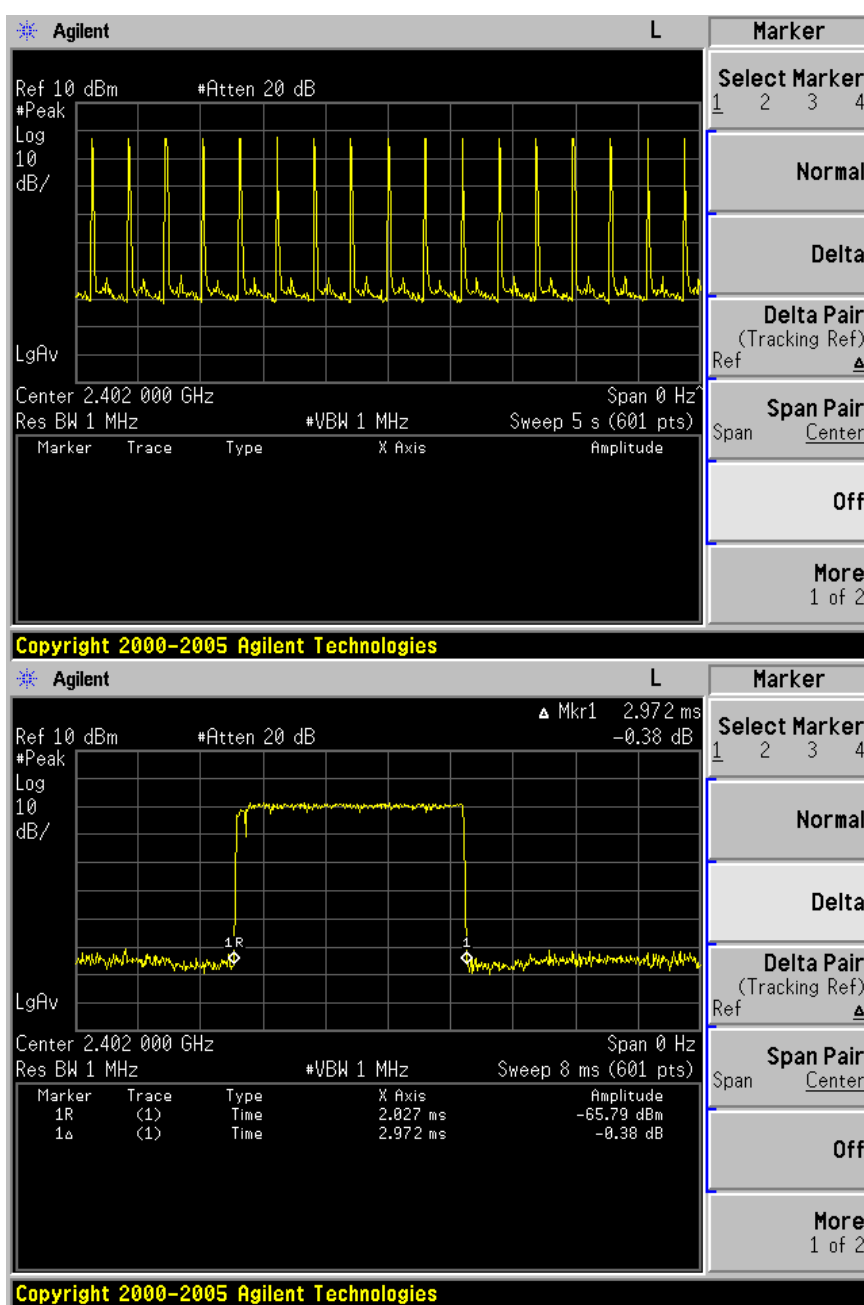 Agilent L Marker
Ref 10 dBm #Atten 20 dB
#Peak
Log
10
dB/
LgAv
Center 2.402 000 GHz Span 0 Hz^
Res BW 1 MHz #VBW 1 MHz Sweep 5 s (601 pts)
Marker Trace Type X Axis Amplitude
Select Marker
1 2 3 4
Normal
Delta
Delta Pair
(Tracking Ref)
Ref Δ
Span Pair
Span Center
Off
More
1 of 2
Copyright 2000-2005 Agilent Technologies
Agilent L Marker
Δ Mkr1 2.972 ms
Ref 10 dBm #Atten 20 dB -0.38 dB
#Peak
Log
10
dB/
1R 1
LgAv
Center 2.402 000 GHz Span 0 Hz
Res BW 1 MHz #VBW 1 MHz Sweep 8 ms (601 pts)
Marker Trace Type X Axis Amplitude
1R (1) Time 2.027 ms -65.79 dBm
1Δ (1) Time 2.972 ms -0.38 dB
Select Marker
1 2 3 4
Normal
Delta
Delta Pair
(Tracking Ref)
Ref Δ
Span Pair
Span Center
Off
More
1 of 2
Copyright 2000-2005 Agilent Technologies